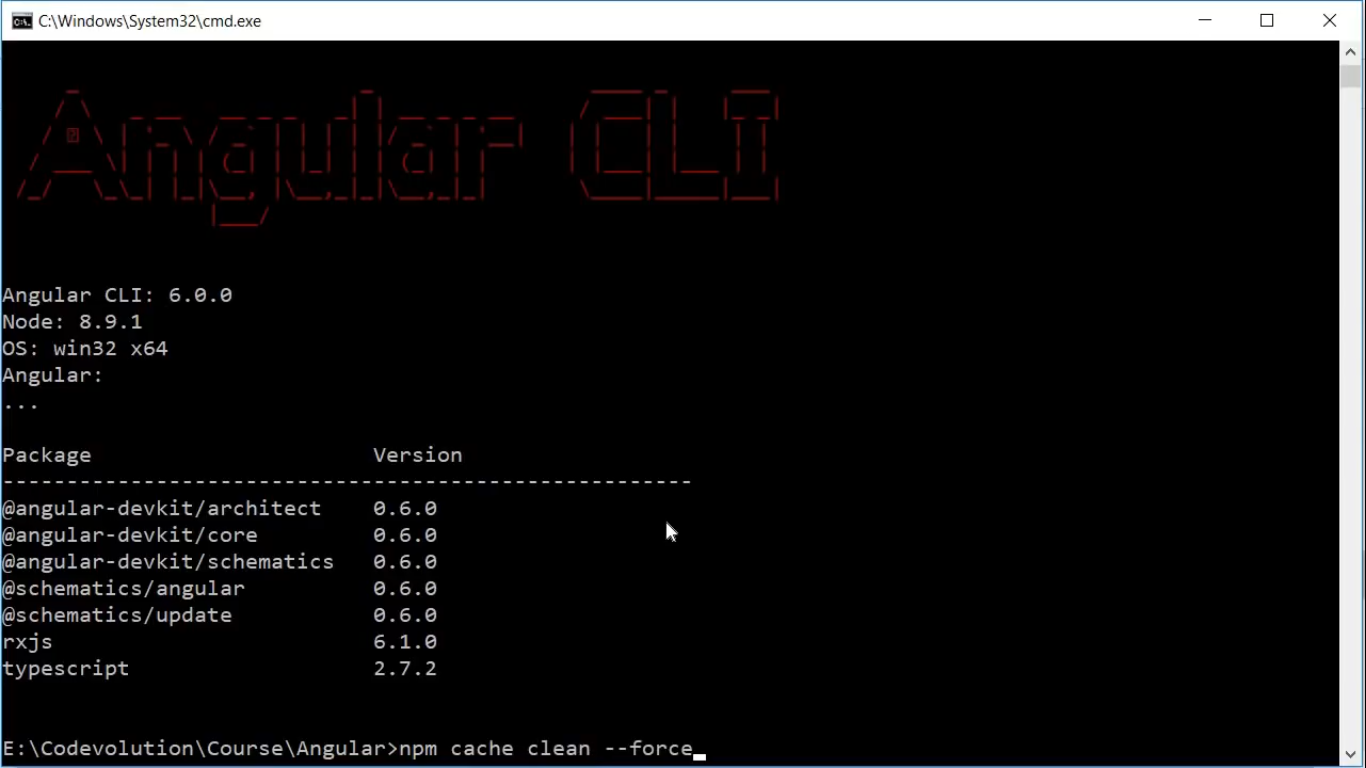 C:\Windows\System32\cmd.exe
Angular CLI
Angular CLI: 6.0.0
Node: 8.9.1
OS: win32 x64
Angular:
...
Package Version
------------------------------------------------------
@angular-devkit/architect 0.6.0
@angular-devkit/core 0.6.0
@angular-devkit/schematics 0.6.0
@schematics/angular 0.6.0
@schematics/update 0.6.0
rxjs 6.1.0
typescript 2.7.2
E:\Codevolution\Course\Angular>npm cache clean --force_